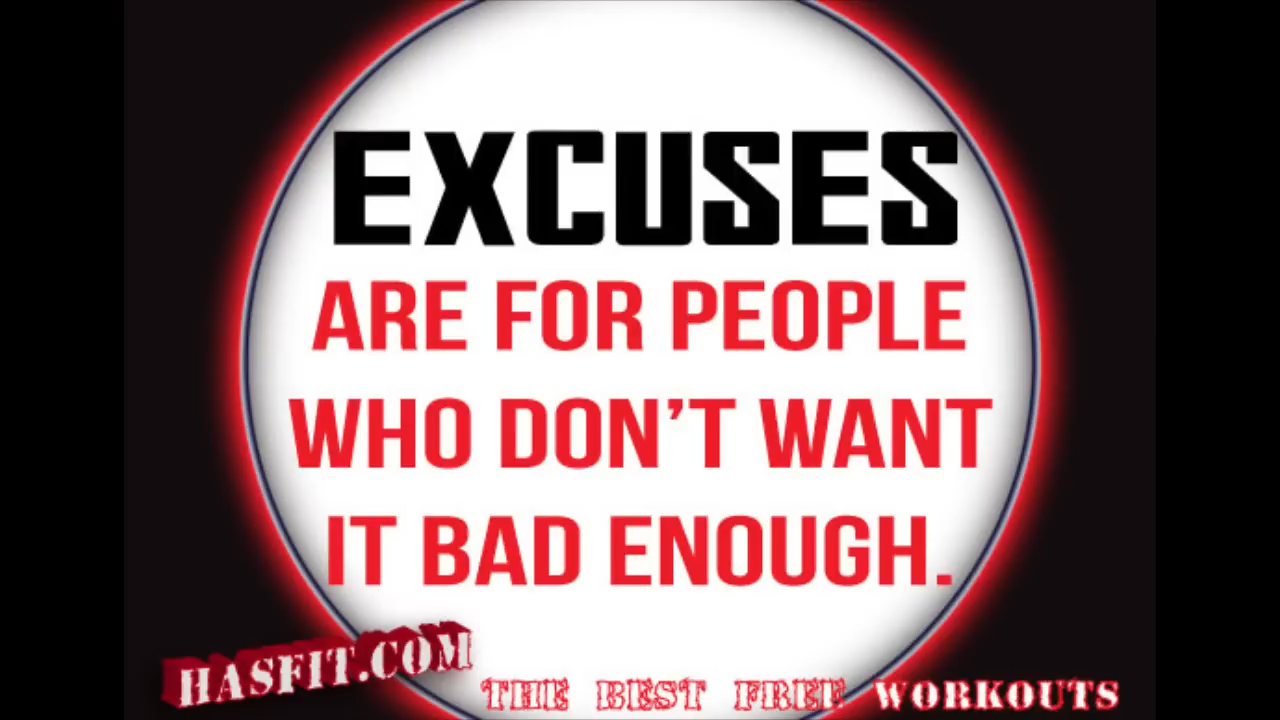 EXCUSES
ARE FOR PEOPLE
WHO DON'T WANT
IT BAD ENOUGH.
HASFIT.COM
THE BEST FREE WORKOUTS